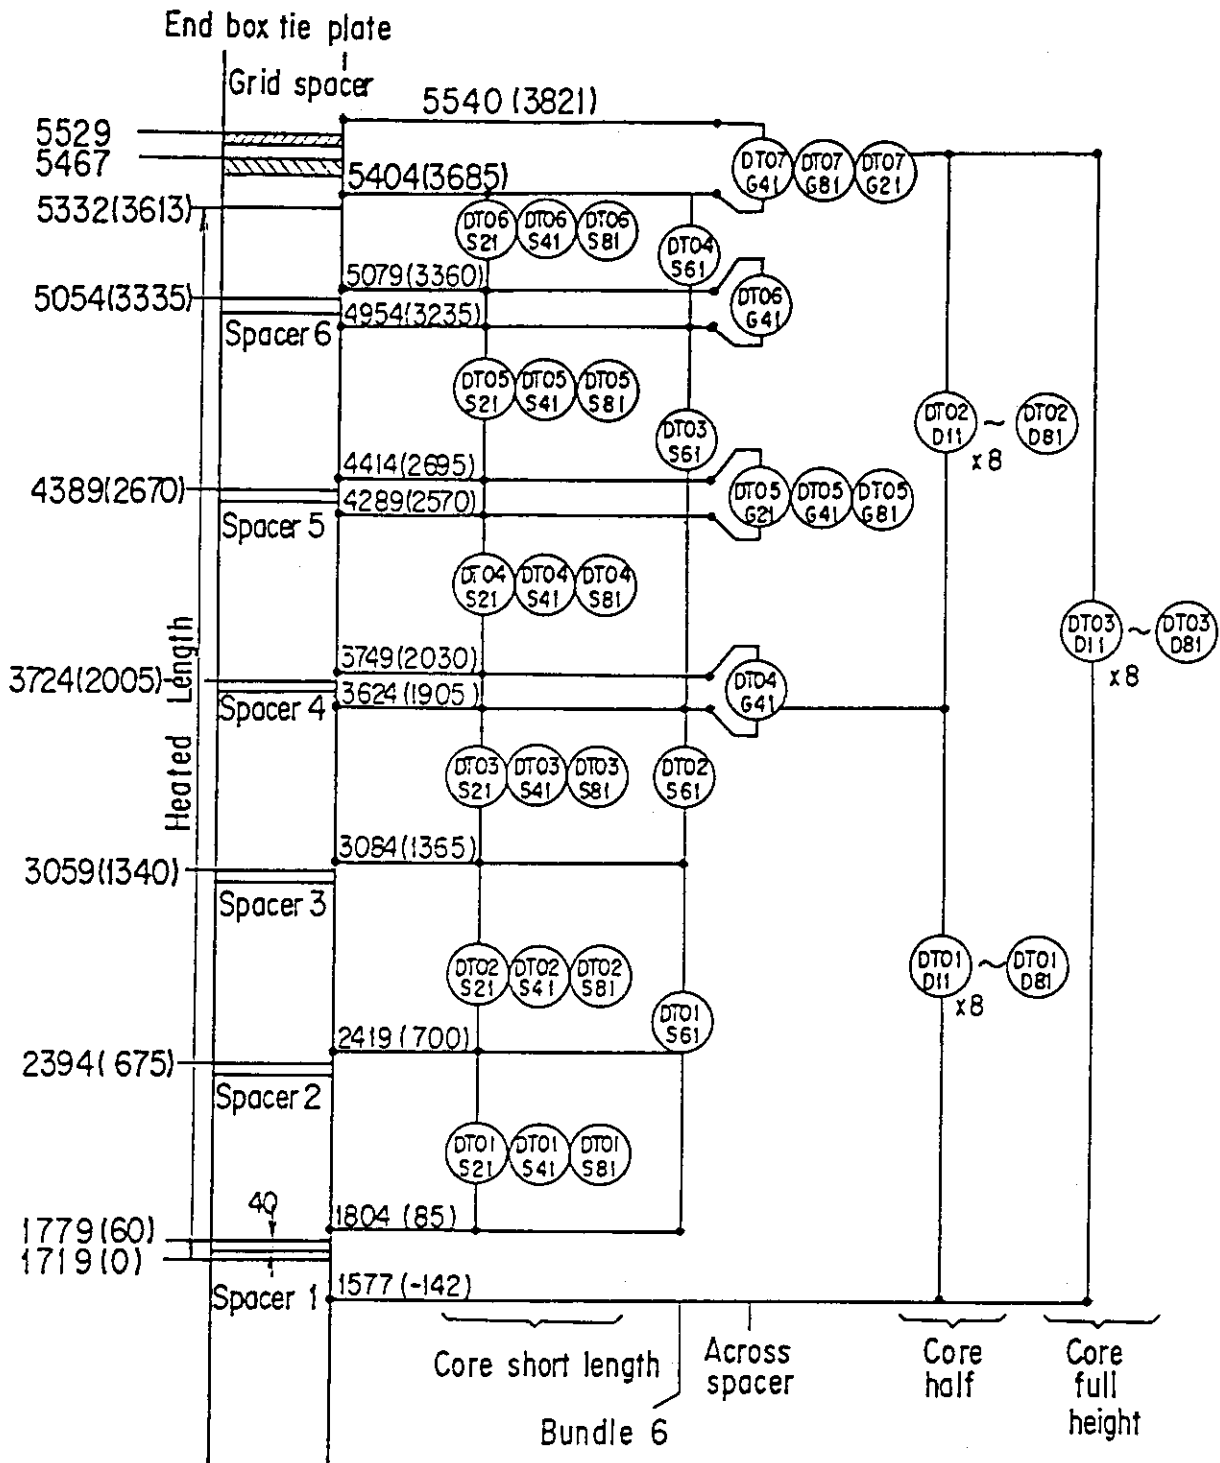 End box tie plate
Grid spacer
5540 (3821)
5529
5467
DT07 G41
DT07 G81
DT07 G21
5404(3685)
5332(3613)
DT06 S21
DT06 S41
DT06 S81
DT04 S61
5079(3360)
5054(3335)
DT06 G41
4954(3235)
Spacer 6
DT05 S21
DT05 S41
DT05 S81
DT03 S61
DT02 D11
~
DT02 D81
x8
4414(2695)
4389(2670)
4289(2570)
DT05 G21
DT05 G41
DT05 G81
Spacer 5
DT04 S21
DT04 S41
DT04 S81
Heated Length
DT03 D11
~
DT03 D81
x8
3749(2030)
3724(2005)
3624(1905)
DT04 G41
Spacer 4
DT03 S21
DT03 S41
DT03 S81
DT02 S61
3084(1365)
3059(1340)
Spacer 3
DT02 S21
DT02 S41
DT02 S81
DT01 S61
DT01 D11
~
DT01 D81
x8
2419 (700)
2394(675)
Spacer 2
DT01 S21
DT01 S41
DT01 S81
40
1804 (85)
1779(60)
1719(0)
1577 (-142)
Spacer 1
Core short length
Across spacer
Core half
Core full height
Bundle 6